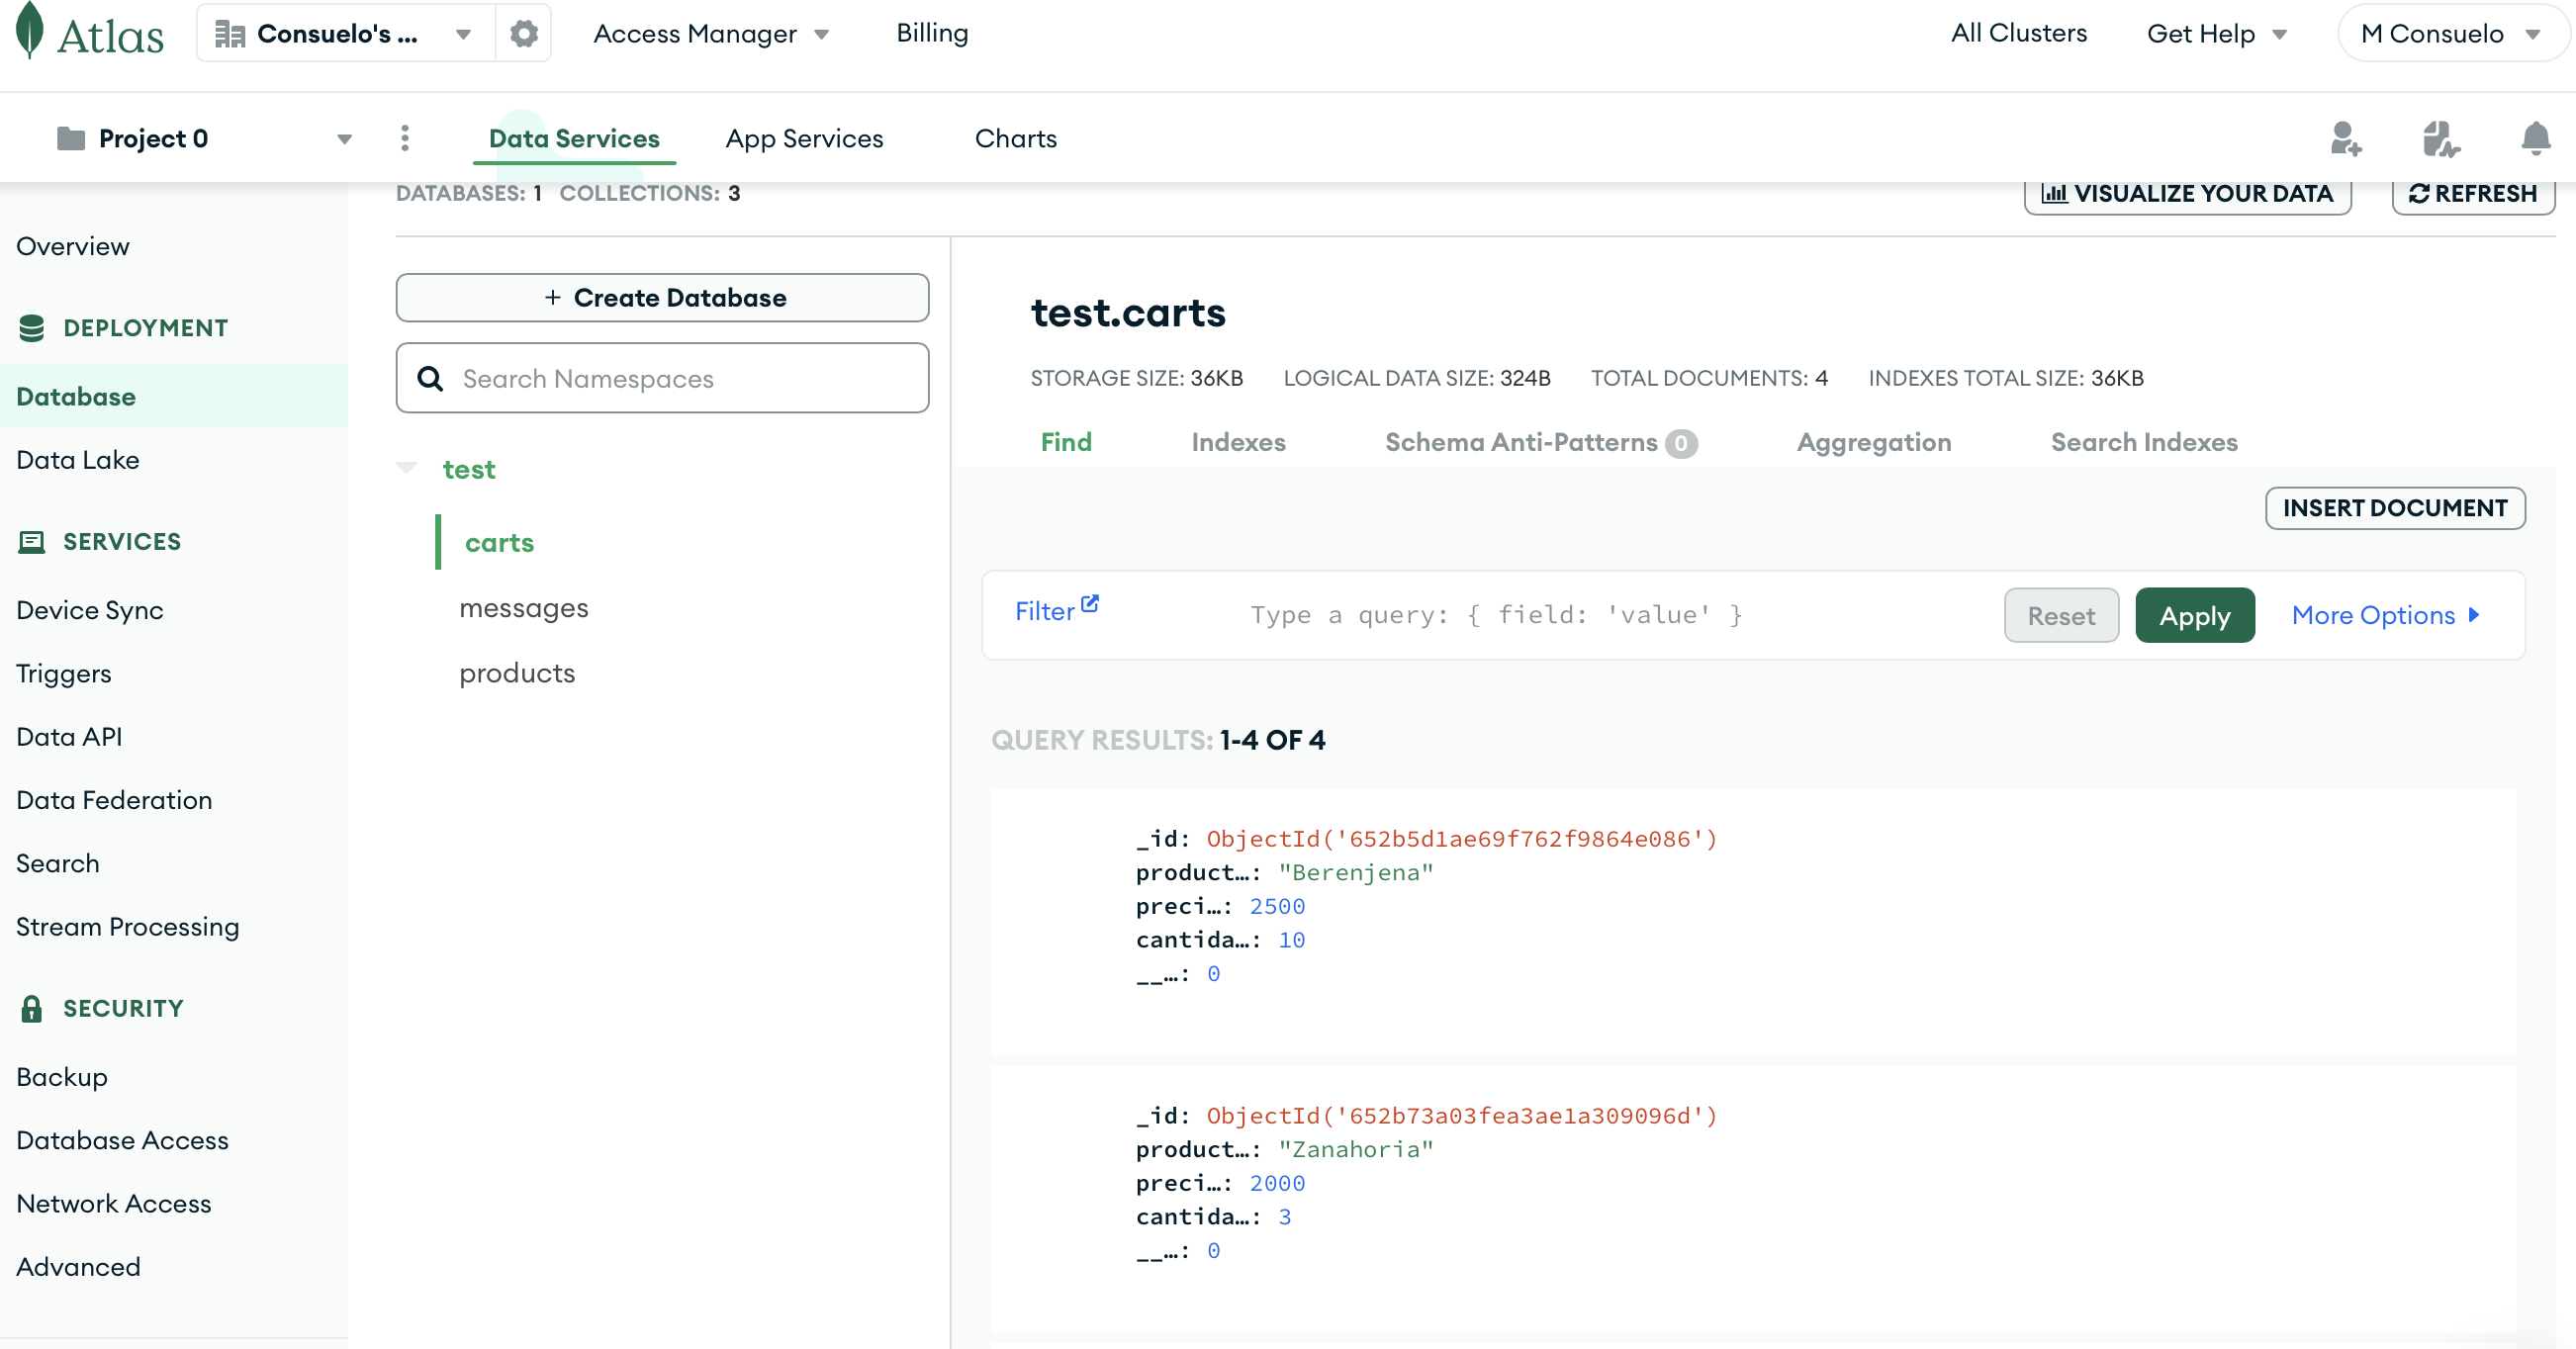 Atlas
Consuelo's ...
Access Manager
Billing
All Clusters
Get Help
M Consuelo
Project 0
Data Services
App Services
Charts
DATABASES: 1 COLLECTIONS: 3
VISUALIZE YOUR DATA
REFRESH
Overview
DEPLOYMENT
Database
Data Lake
SERVICES
Device Sync
Triggers
Data API
Data Federation
Search
Stream Processing
SECURITY
Backup
Database Access
Network Access
Advanced
+ Create Database
Search Namespaces
test
carts
messages
products
test.carts
STORAGE SIZE: 36KB LOGICAL DATA SIZE: 324B TOTAL DOCUMENTS: 4 INDEXES TOTAL SIZE: 36KB
Find Indexes Schema Anti-Patterns 0 Aggregation Search Indexes
INSERT DOCUMENT
Filter Type a query: { field: 'value' } Reset Apply More Options
QUERY RESULTS: 1-4 OF 4
_id: ObjectId('652b5d1ae69f762f9864e086')
product…: "Berenjena"
preci…: 2500
cantida…: 10
__…: 0
_id: ObjectId('652b73a03fea3ae1a309096d')
product…: "Zanahoria"
preci…: 2000
cantida…: 3
__…: 0